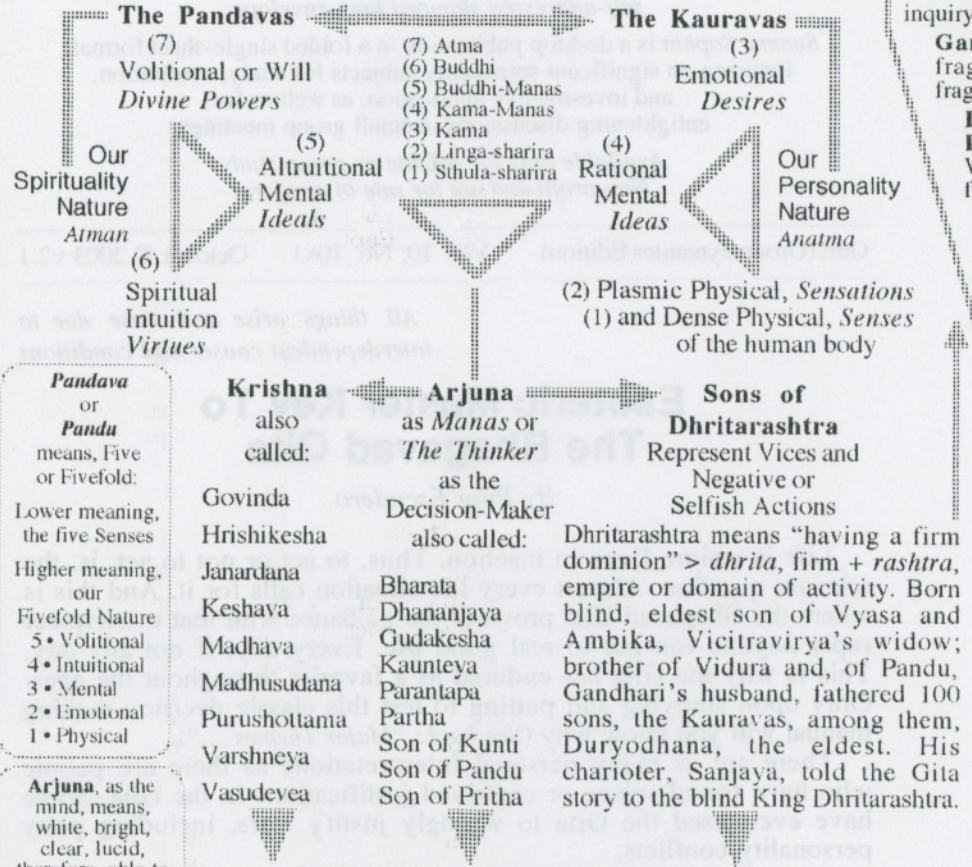 The Pandavas
(7)
Volitional or Will
Divine Powers
Our
Spirituality
Nature
Atman
(5)
Altruitional
Mental
Ideals
(6)
Spiritual
Intuition
Virtues
(7) Atma
(6) Buddhi
(5) Buddhi-Manas
(4) Kama-Manas
(3) Kama
(2) Linga-sharira
(1) Sthula-sharira
The Kauravas
(3)
Emotional
Desires
(4)
Rational
Mental
Ideas
Our
Personality
Nature
Anatma
(2) Plasmic Physical, Sensations
(1) and Dense Physical, Senses
of the human body
inquiry
Gan
frag
frag
Pandava
or
Pandu
means, Five
or Fivefold:
Lower meaning,
the five Senses
Higher meaning,
our
Fivefold Nature
5 • Volitional
4 • Intuitional
3 • Mental
2 • Emotional
1 • Physical
Arjuna, as the
mind, means
white, bright,
clear, lucid,
therefore, able to
Krishna
also
called:
Govinda
Hrishikesha
Janardana
Keshava
Madhava
Madhusudana
Purushottama
Varshneya
Vasudevea
Arjuna
as Manas or
The Thinker
as the
Decision-Maker
also called:
Bharata
Dhananjaya
Gudakesha
Kaunteya
Parantapa
Partha
Son of Kunti
Son of Pandu
Son of Pritha
Sons of
Dhritarashtra
Represent Vices and
Negative or
Selfish Actions
Dhritarashtra means “having a firm
dominion” > dhrita, firm + rashtra,
empire or domain of activity. Born
blind, eldest son of Vyasa and
Ambika, Vicitravirya's widow;
brother of Vidura and of Pandu,
Gandhari's husband, fathered 100
sons, the Kauravas, among them
Duryodhana, the eldest. His
charioter, Sanjaya, told the Gita
story to the blind King Dhritarashtra.